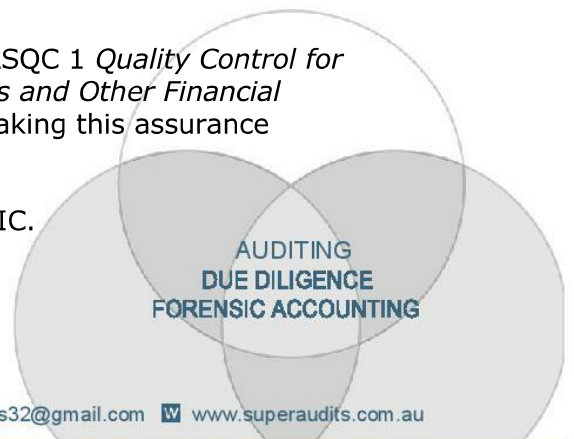 ASQC 1 Quality Control for
s and Other Financial
aking this assurance
IC.
AUDITING
DUE DILIGENCE
FORENSIC ACCOUNTING
s32@gmail.com W www.superaudits.com.au